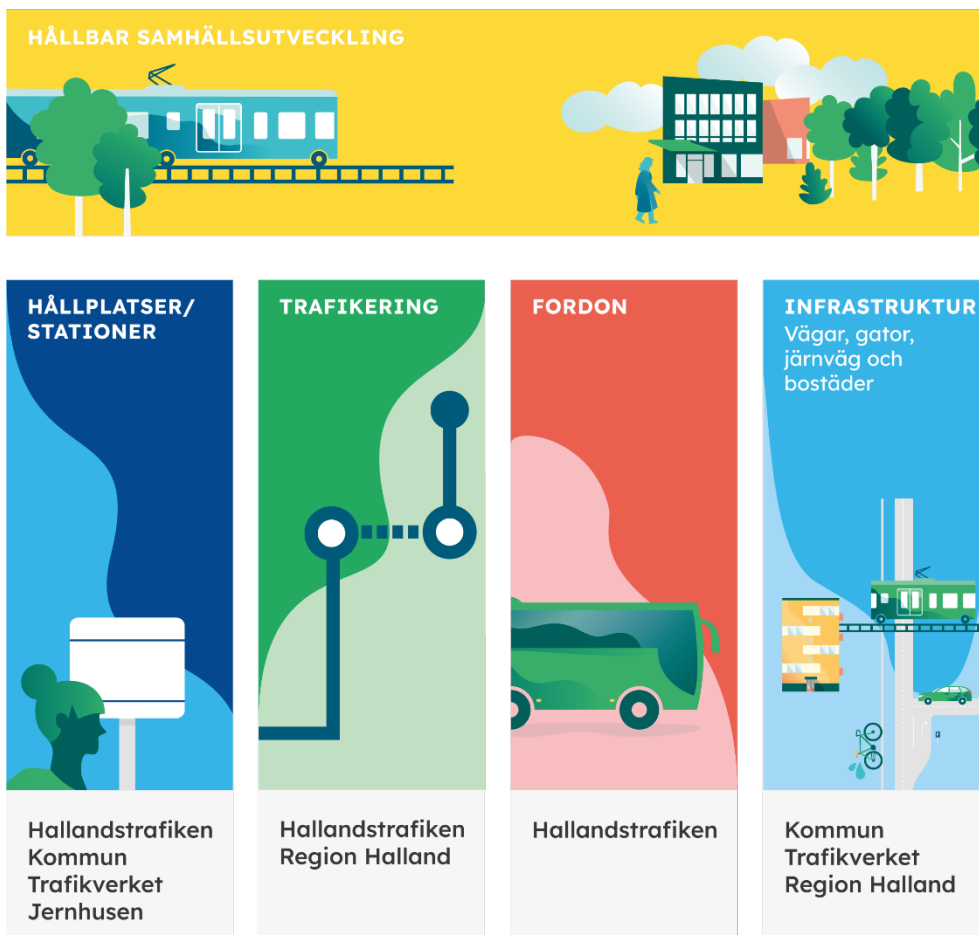 HÅLLBAR SAMHÄLLSUTVECKLING
HÅLLPLATSER/
STATIONER
Hallandstrafiken
Kommun
Trafikverket
Jernhusen
TRAFIKERING
Hallandstrafiken
Region Halland
FORDON
Hallandstrafiken
INFRASTRUKTUR
Vägar, gator,
järnväg och
bostäder
Kommun
Trafikverket
Region Halland